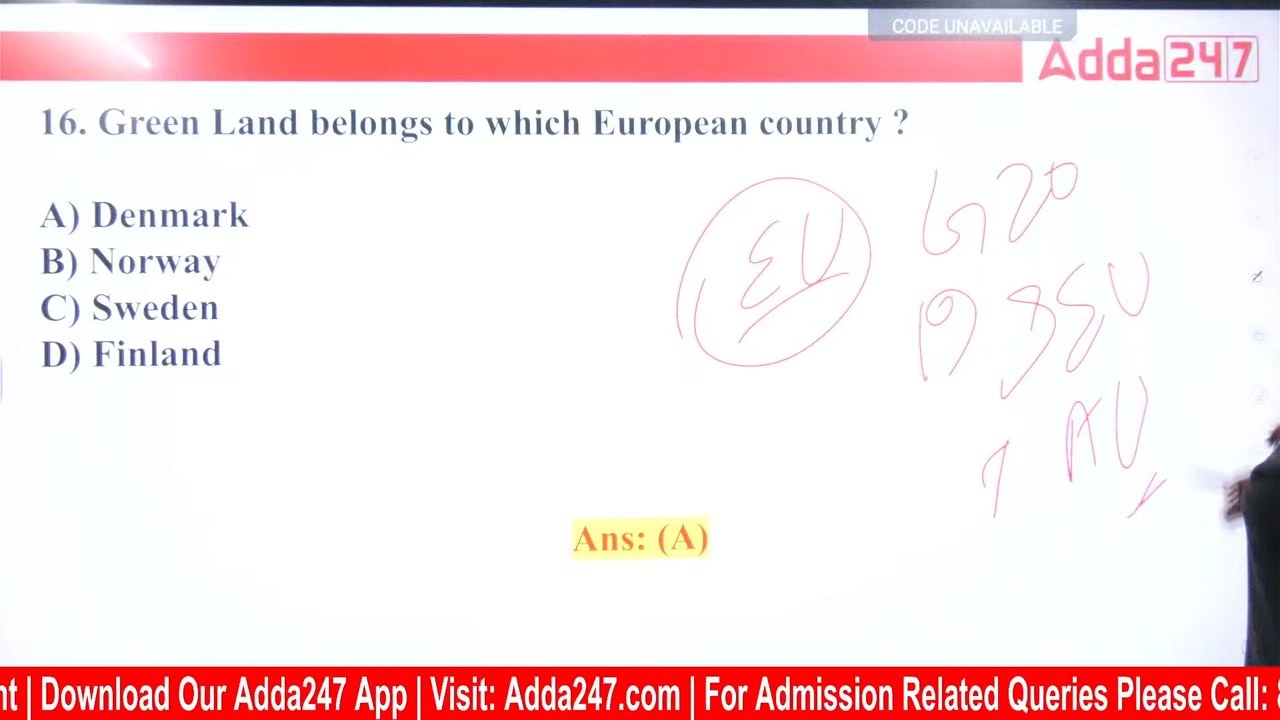 CODE UNAVAILABLE
Adda247
16. Green Land belongs to which European country ?
A) Denmark
B) Norway
C) Sweden
D) Finland
EU
G20
EU
AU
Ans: (A)
nt | Download Our Adda247 App | Visit: Adda247.com | For Admission Related Queries Please Call: